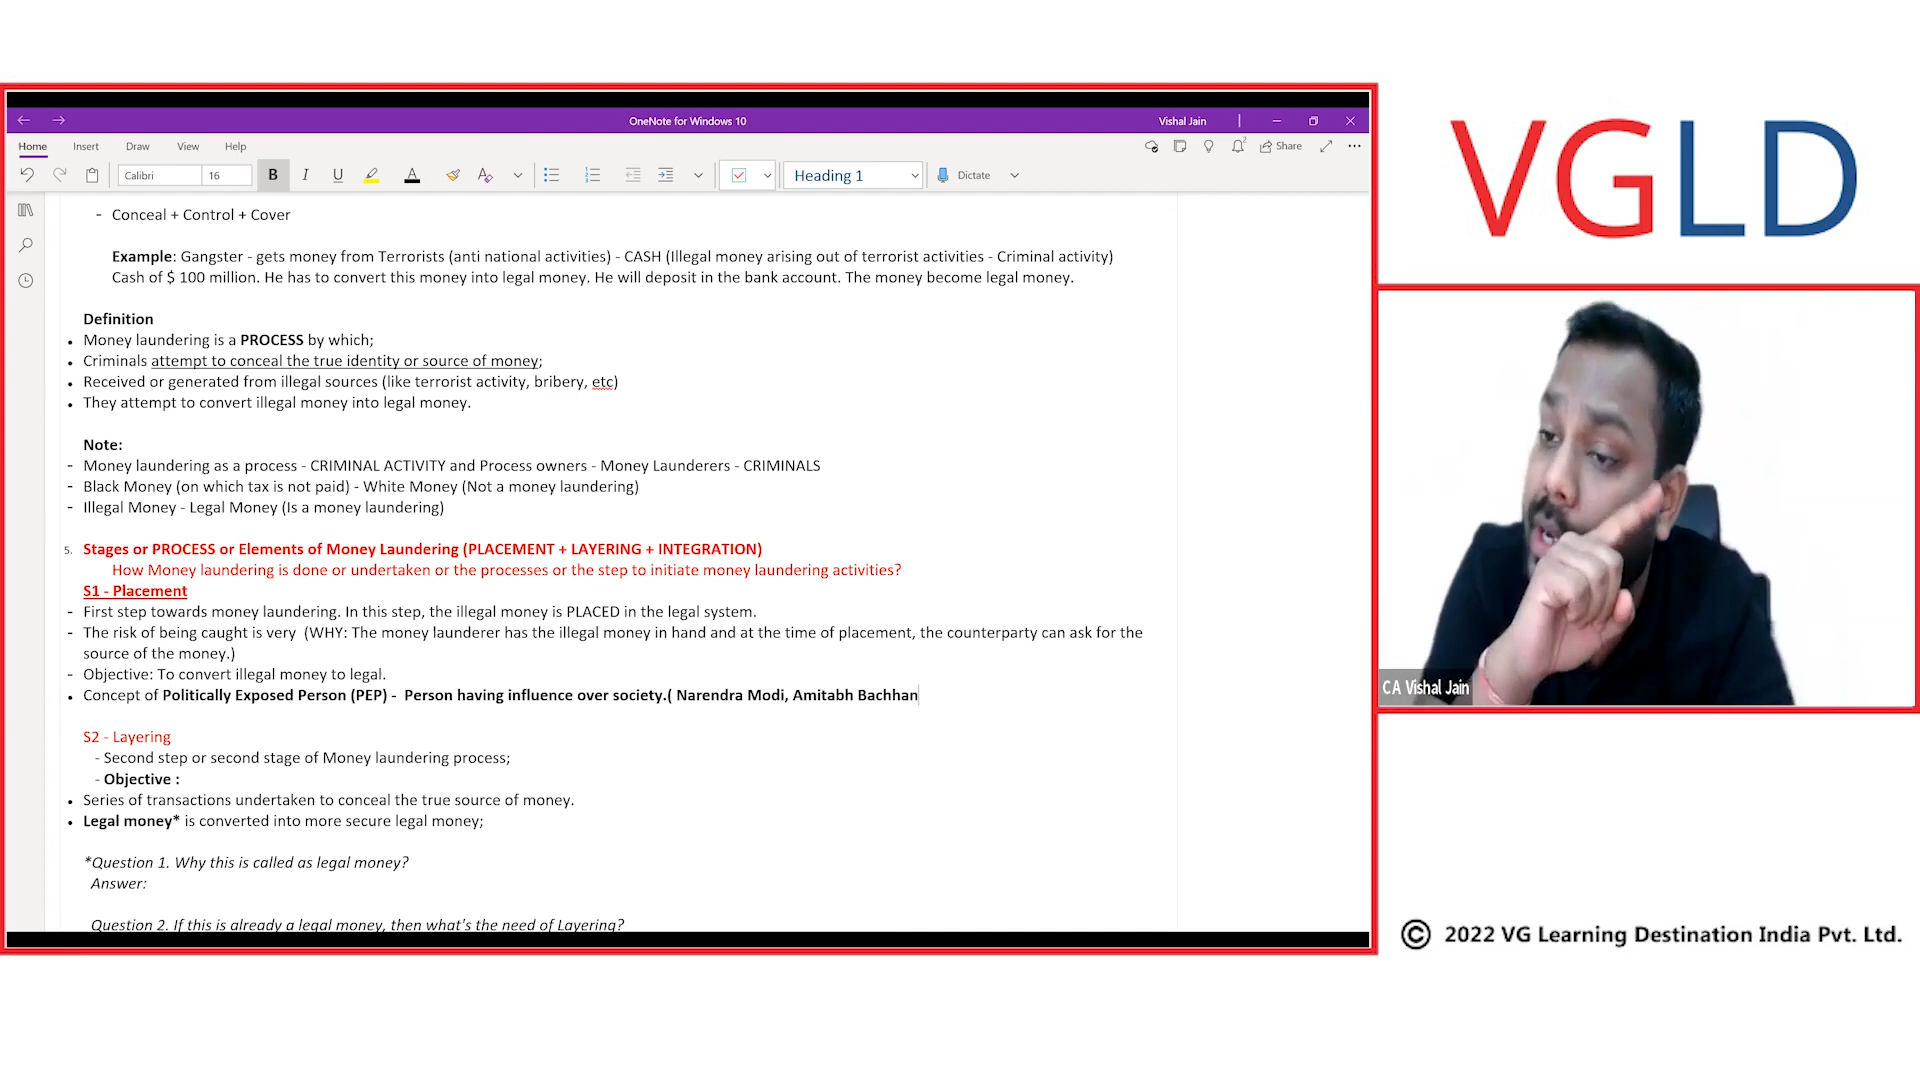 OneNote for Windows 10
Vishal Jain
Home Insert Draw View Help
Share
Calibri 16 B I U A Heading 1 Dictate
- Conceal + Control + Cover
Example: Gangster - gets money from Terrorists (anti national activities) - CASH (Illegal money arising out of terrorist activities - Criminal activity)
Cash of $ 100 million. He has to convert this money into legal money. He will deposit in the bank account. The money become legal money.
Definition
• Money laundering is a PROCESS by which;
• Criminals attempt to conceal the true identity or source of money;
• Received or generated from illegal sources (like terrorist activity, bribery, etc)
• They attempt to convert illegal money into legal money.
Note:
- Money laundering as a process - CRIMINAL ACTIVITY and Process owners - Money Launderers - CRIMINALS
- Black Money (on which tax is not paid) - White Money (Not a money laundering)
- Illegal Money - Legal Money (Is a money laundering)
5. Stages or PROCESS or Elements of Money Laundering (PLACEMENT + LAYERING + INTEGRATION)
How Money laundering is done or undertaken or the processes or the step to initiate money laundering activities?
S1 - Placement
- First step towards money laundering. In this step, the illegal money is PLACED in the legal system.
- The risk of being caught is very (WHY: The money launderer has the illegal money in hand and at the time of placement, the counterparty can ask for the
source of the money.)
- Objective: To convert illegal money to legal.
• Concept of Politically Exposed Person (PEP) - Person having influence over society.( Narendra Modi, Amitabh Bachhan
S2 - Layering
- Second step or second stage of Money laundering process;
- Objective :
• Series of transactions undertaken to conceal the true source of money.
• Legal money* is converted into more secure legal money;
*Question 1. Why this is called as legal money?
Answer:
Question 2. If this is already a legal money, then what's the need of Layering?
VGLD
CA Vishal Jain
© 2022 VG Learning Destination India Pvt. Ltd.